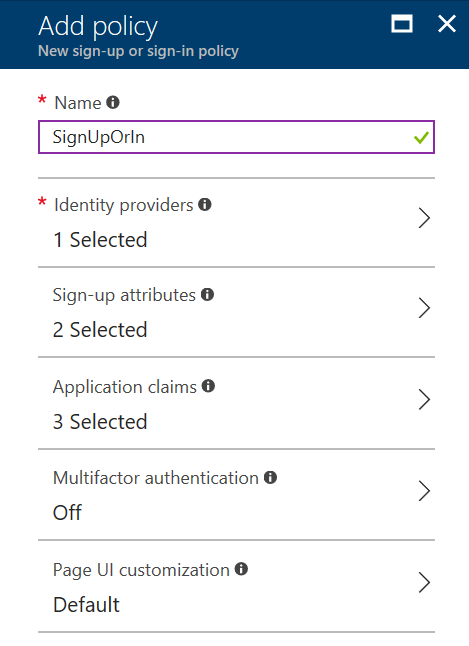 Add policy
New sign-up or sign-in policy
* Name
SignUpOrIn
* Identity providers
1 Selected
Sign-up attributes
2 Selected
Application claims
3 Selected
Multifactor authentication
Off
Page UI customization
Default